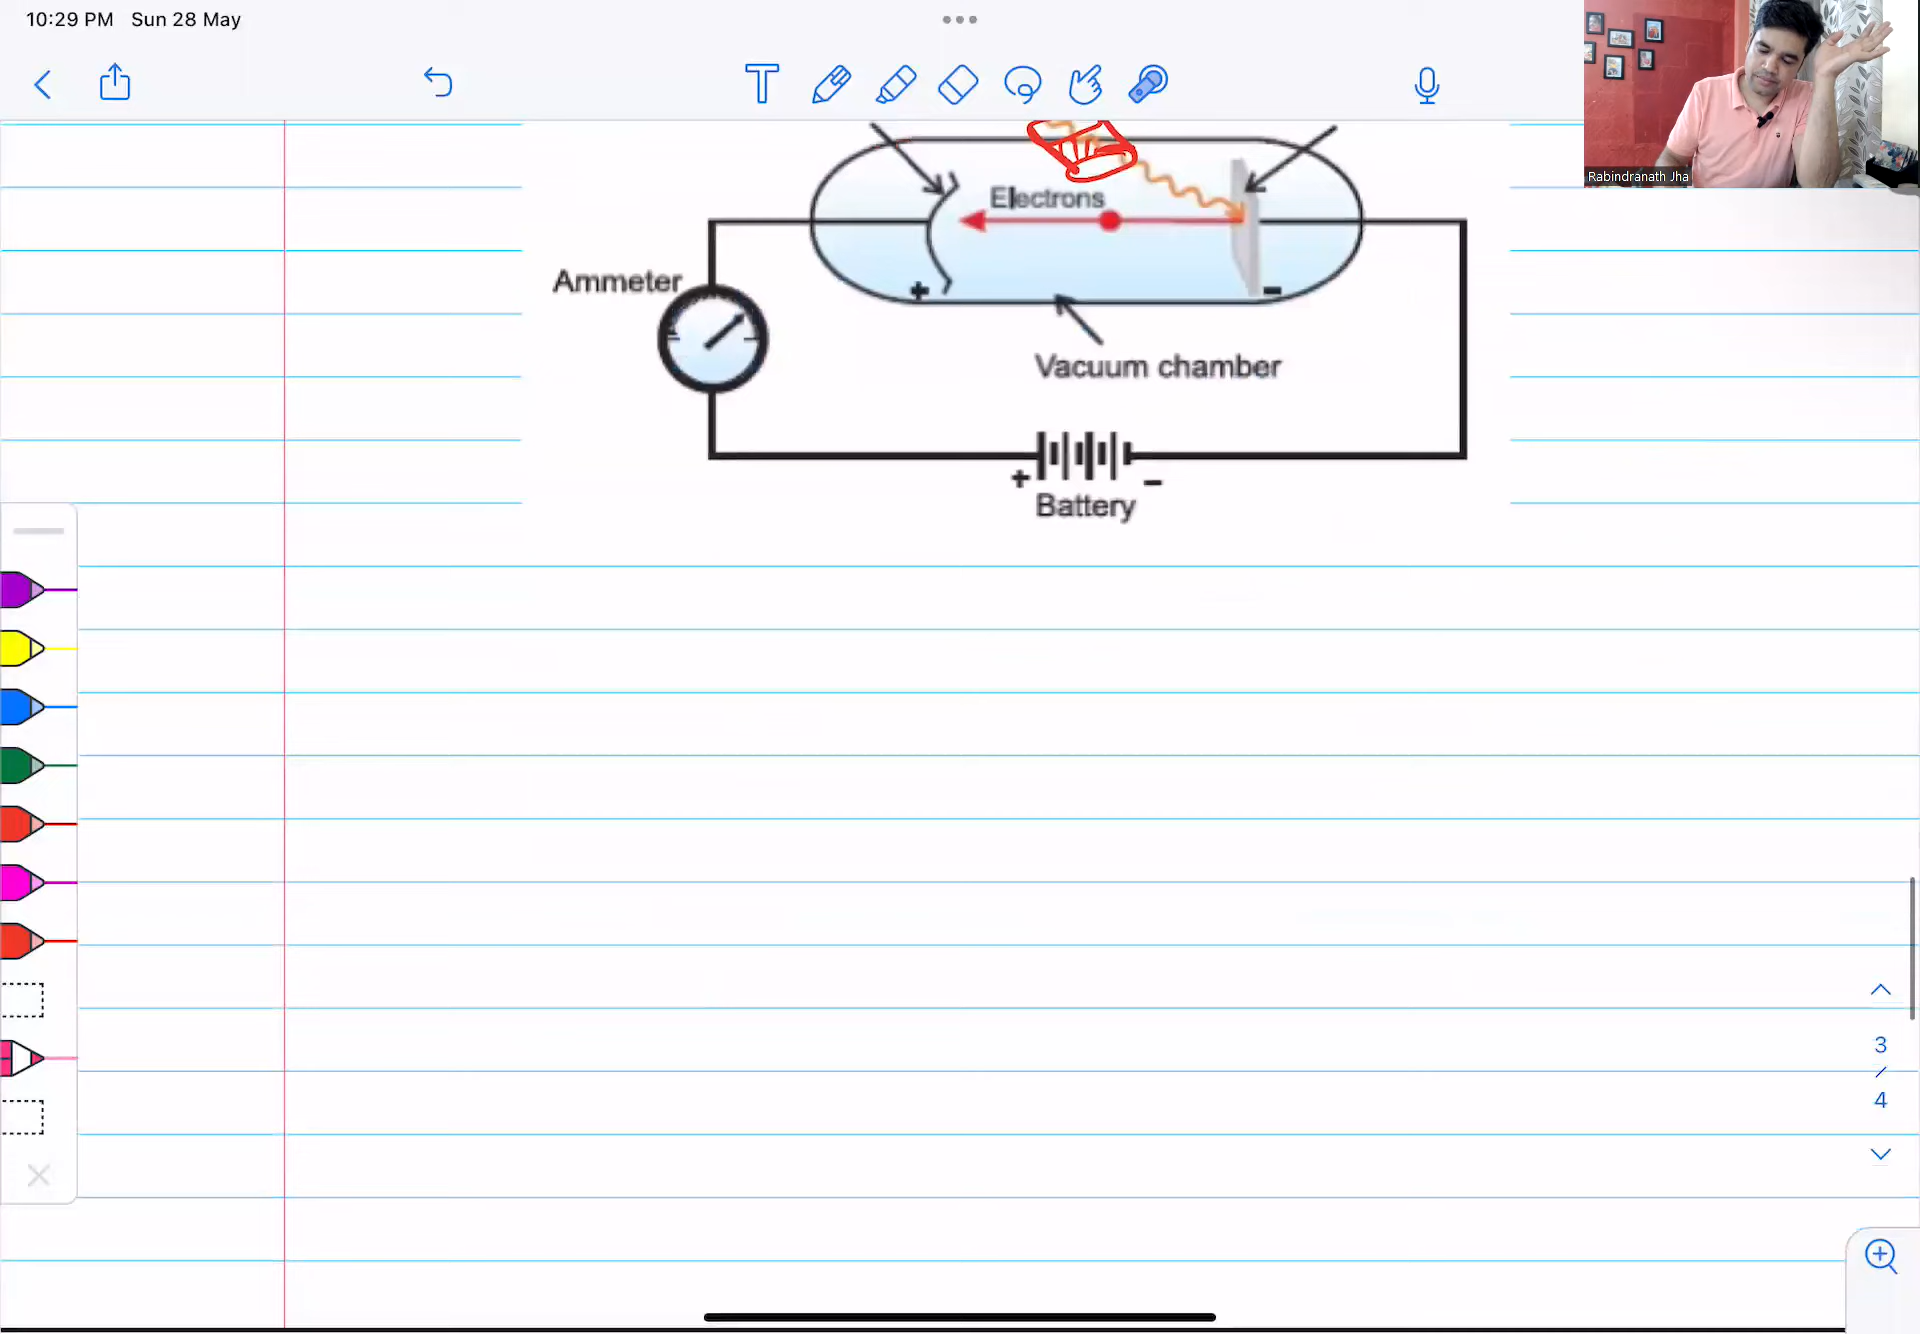 10:29 PM Sun 28 May
Rabindranath Jha
Electrons
Ammeter
+ -
Vacuum chamber
+ -
Battery
3
/
4